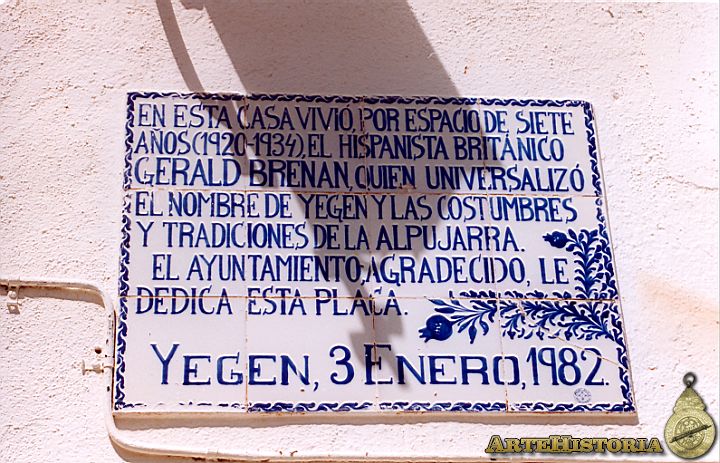 EN ESTA CASA VIVIÓ, POR ESPACIO DE SIETE
AÑOS (1920-1934), EL HISPANISTA BRITÁNICO
GERALD BRENAN, QUIEN UNIVERSALIZÓ
EL NOMBRE DE YEGEN Y LAS COSTUMBRES
Y TRADICIONES DE LA ALPUJARRA.
EL AYUNTAMIENTO, AGRADECIDO, LE
DEDICA ESTA PLACA.
YEGEN, 3 ENERO, 1982.
ARTEHISTORIA